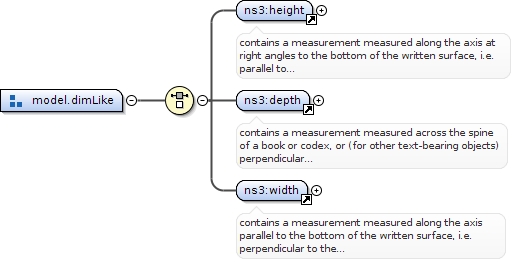 ns3:height
contains a measurement measured along the axis at
right angles to the bottom of the written surface, i.e.
parallel to...
model.dimLike
ns3:depth
contains a measurement measured across the spine
of a book or codex, or (for other text-bearing objects)
perpendicular...
ns3:width
contains a measurement measured along the axis
parallel to the bottom of the written surface, i.e.
perpendicular to the...